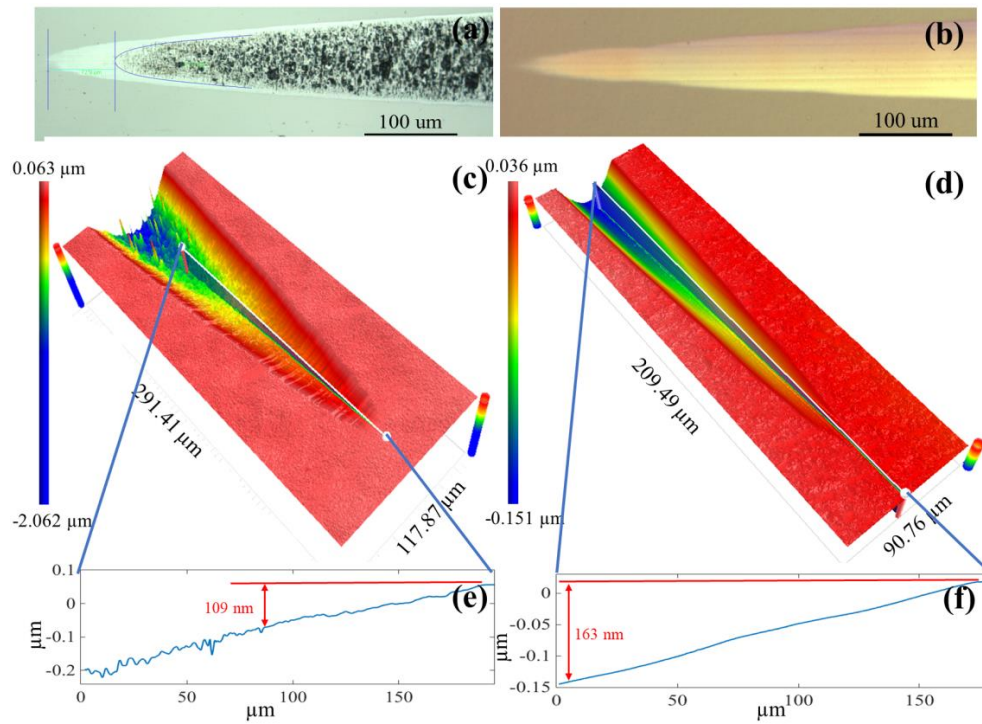 (a)
100 um
(b)
100 um
0.063 µm
-2.062 µm
(c)
291.41 µm
117.87 µm
0.036 µm
-0.151 µm
(d)
209.49 µm
90.76 µm
0.1
0
-0.1
-0.2
µm
109 nm
(e)
0 50 100 150
µm
0
-0.05
-0.1
-0.15
µm
163 nm
(f)
0 50 100 150
µm